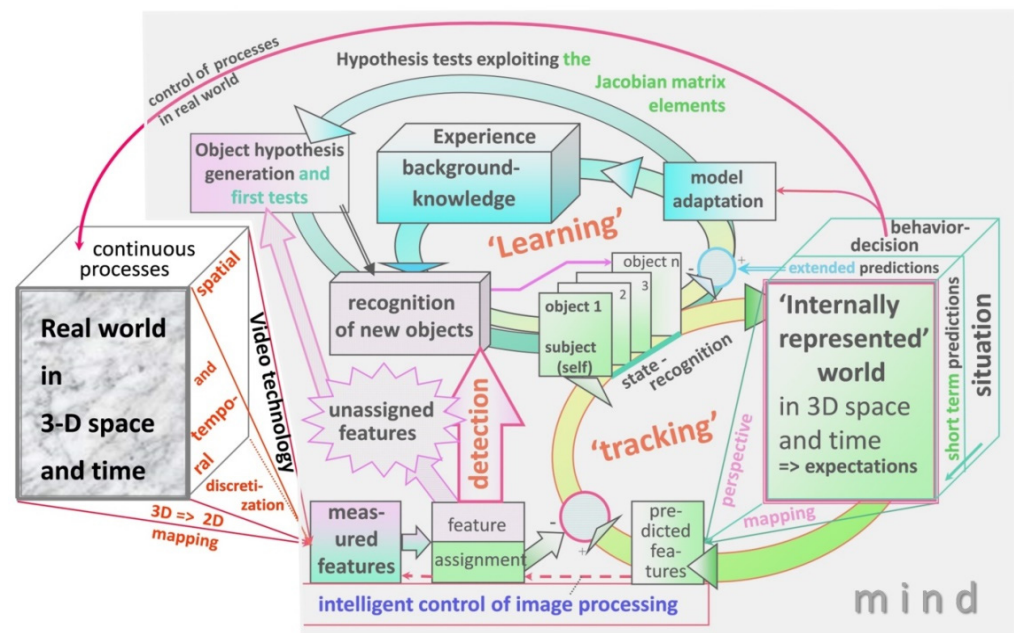 control of processes
in real world
Hypothesis tests exploiting the
Jacobian matrix
elements
Object hypothesis
generation and
first tests
Experience
background-
knowledge
model
adaptation
'Learning'
behavior-
decision
extended predictions
continuous
processes
spatial
and
tempo-
ral
discreti-
zation
Video technology
Real world
in
3-D space
and time
3D => 2D
mapping
recognition
of new objects
object n
3
2
object 1
subject
(self)
-
+
state -
recognition
'Internally
represented'
world
in 3D space
and time
=> expectations
short term predictions
situation
unassigned
features
detection
'tracking'
perspective
mapping
meas-
ured
features
feature
assignment
-
+
pre-
dicted
fea-
tures
intelligent control of image processing
mind